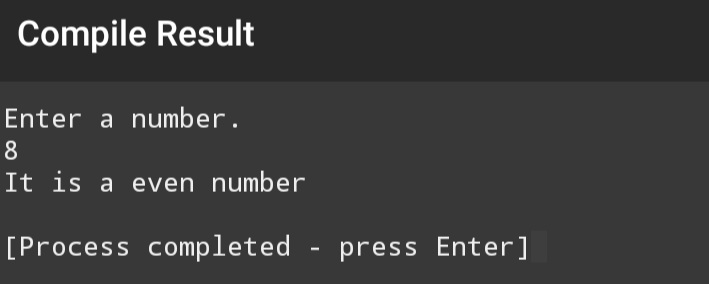 Compile Result
Enter a number.
8
It is a even number
[Process completed - press Enter]